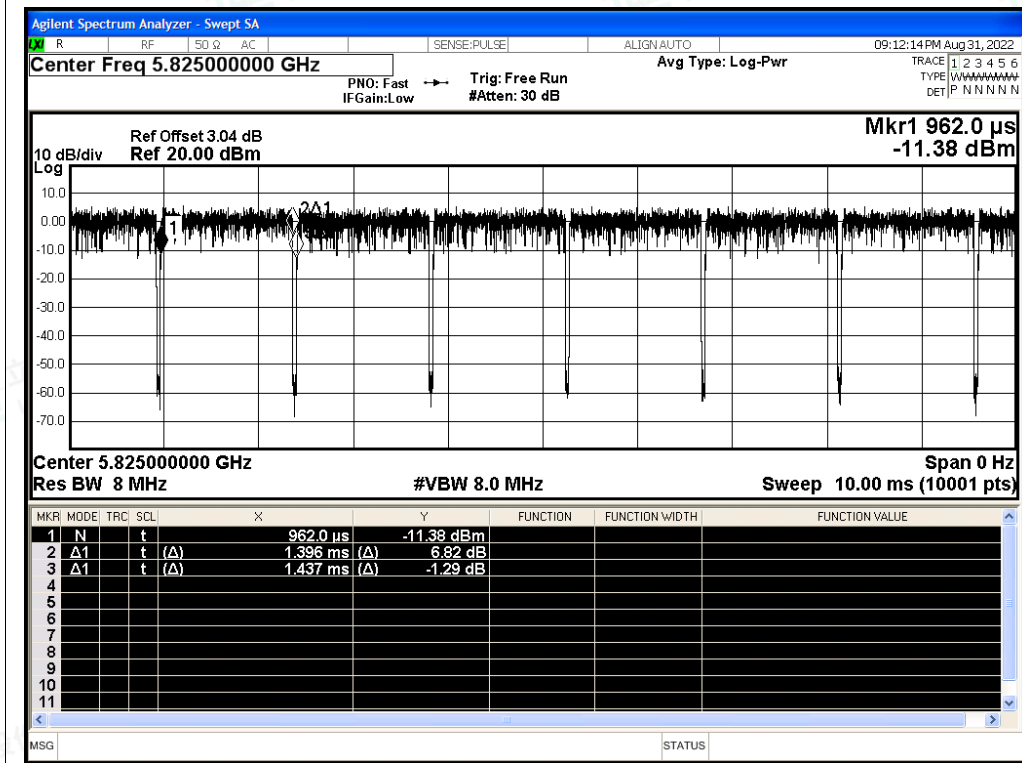 Agilent Spectrum Analyzer - Swept SA
LXI R RF 50 Ω AC SENSE:PULSE ALIGN AUTO 09:12:14 PM Aug 31, 2022
Center Freq 5.825000000 GHz Avg Type: Log-Pwr TRACE 1 2 3 4 5 6
PNO: Fast Trig: Free Run TYPE
IFGain:Low #Atten: 30 dB DET P N N N N N
Mkr1 962.0 µs
Ref Offset 3.04 dB
10 dB/div Ref 20.00 dBm -11.38 dBm
Log
10.0
2Δ1
0.00
1
-10.0
-20.0
-30.0
-40.0
-50.0
-60.0
-70.0
Center 5.825000000 GHz Span 0 Hz
Res BW 8 MHz #VBW 8.0 MHz Sweep 10.00 ms (10001 pts)
MKR MODE TRC SCL X Y FUNCTION FUNCTION WIDTH FUNCTION VALUE
1 N t 962.0 µs -11.38 dBm
2 Δ1 t (Δ) 1.396 ms (Δ) 6.82 dB
3 Δ1 t (Δ) 1.437 ms (Δ) -1.29 dB
4
5
6
7
8
9
10
11
MSG STATUS